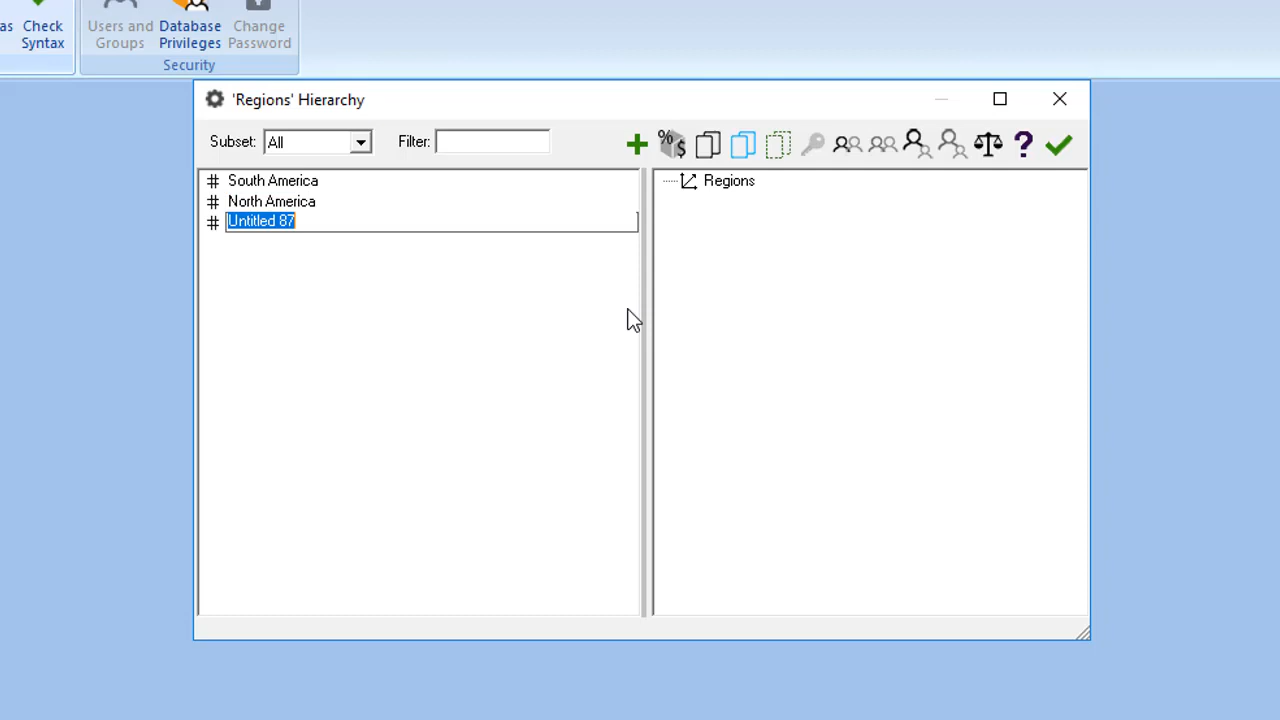 as Check Syntax
Users and Groups
Database Privileges
Change Password
Security
'Regions' Hierarchy
Subset: All
Filter:
South America
North America
Untitled 87
Regions